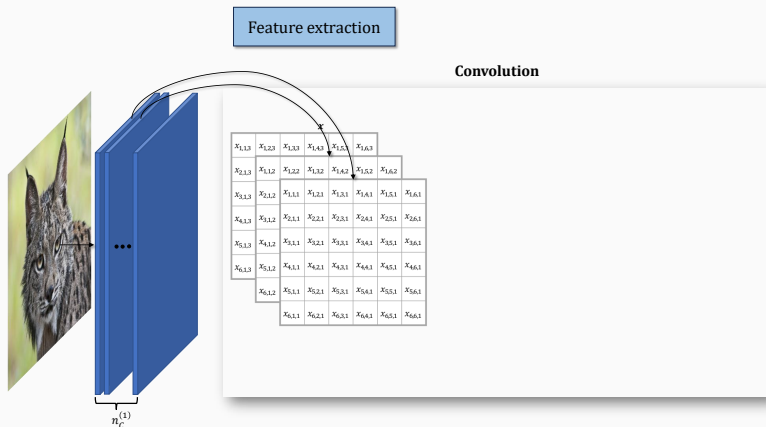 Feature extraction
Convolution
x
x1,1,3 x1,2,3 x1,3,3 x1,4,3 x1,5,3 x1,6,3
x2,1,3 x1,1,2 x1,2,2 x1,3,2 x1,4,2 x1,5,2 x1,6,2
x3,1,3 x2,1,2 x1,1,1 x1,2,1 x1,3,1 x1,4,1 x1,5,1 x1,6,1
x4,1,3 x3,1,2 x2,1,1 x2,2,1 x2,3,1 x2,4,1 x2,5,1 x2,6,1
x5,1,3 x4,1,2 x3,1,1 x3,2,1 x3,3,1 x3,4,1 x3,5,1 x3,6,1
x6,1,3 x5,1,2 x4,1,1 x4,2,1 x4,3,1 x4,4,1 x4,5,1 x4,6,1
x6,1,2 x5,1,1 x5,2,1 x5,3,1 x5,4,1 x5,5,1 x5,6,1
x6,1,1 x6,2,1 x6,3,1 x6,4,1 x6,5,1 x6,6,1
n_C^(1)